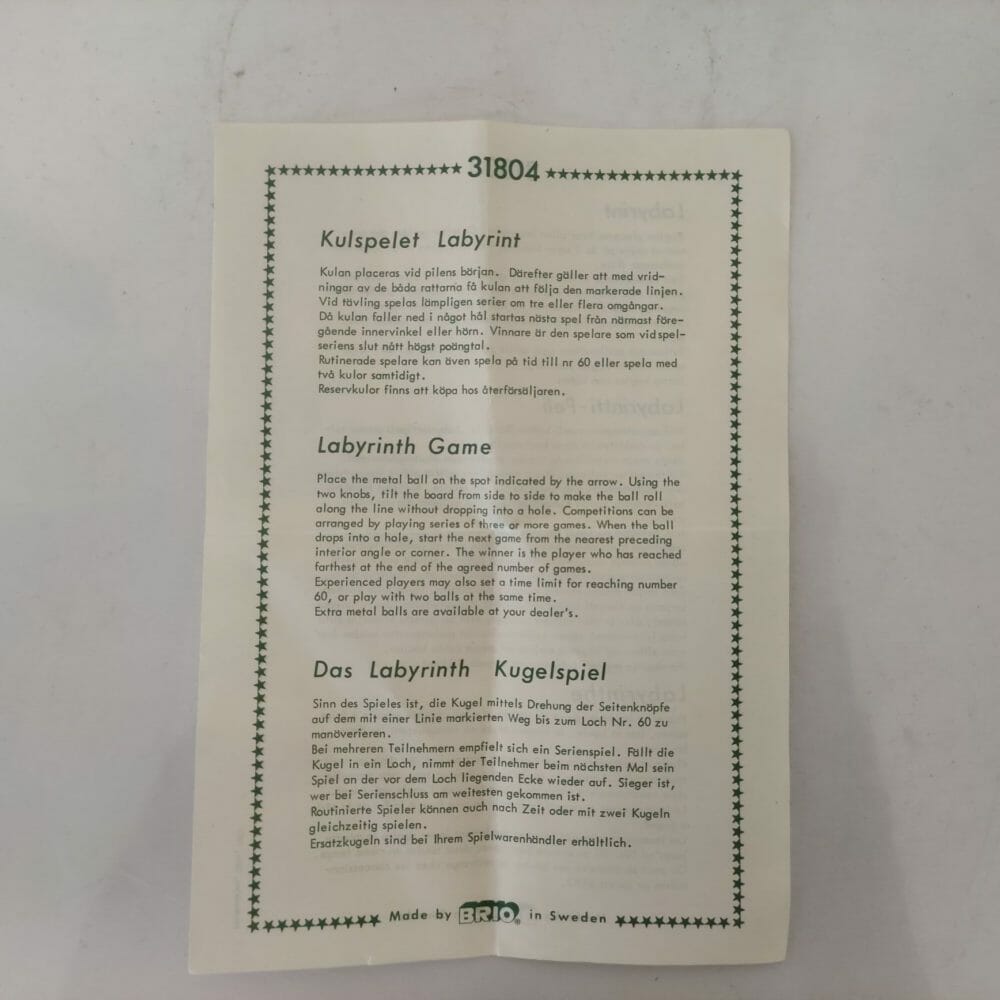 31804
Kulspelet Labyrint
Kulan placeras vid pilens början. Därefter gäller att med vrid-
ningar av de båda rattarna få kulan att följa den markerade linjen.
Vid tävling spelas lämpligen serier om tre eller flera omgångar.
Då kulan faller ned i något hål startas nästa spel från närmast före-
gående innervinkel eller hörn. Vinnare är den spelare som vid spel-
seriens slut nått högst poängtal.
Rutinerade spelare kan även spela på tid till nr 60 eller spela med
två kulor samtidigt.
Reservkulor finns att köpa hos återförsäljaren.
Labyrinth Game
Place the metal ball on the spot indicated by the arrow. Using the
two knobs, tilt the board from side to side to make the ball roll
along the line without dropping into a hole. Competitions can be
arranged by playing series of three or more games. When the ball
drops into a hole, start the next game from the nearest preceding
interior angle or corner. The winner is the player who has reached
farthest at the end of the agreed number of games.
Experienced players may also set a time limit for reaching number
60, or play with two balls at the same time.
Extra metal balls are available at your dealer's.
Das Labyrinth Kugelspiel
Sinn des Spieles ist, die Kugel mittels Drehung der Seitenknöpfe
auf dem mit einer Linie markierten Weg bis zum Loch Nr. 60 zu
manöverieren.
Bei mehreren Teilnehmern empfielt sich ein Serienspiel. Fällt die
Kugel in ein Loch, nimmt der Teilnehmer beim nächsten Mal sein
Spiel an der vor dem Loch liegenden Ecke wieder auf. Sieger ist,
wer bei Serienschluss am weitesten gekommen ist.
Routinierte Spieler können auch nach Zeit oder mit zwei Kugeln
gleichzeitig spielen.
Ersatzkugeln sind bei Ihrem Spielwarenhändler erhältlich.
Made by BRIO® in Sweden